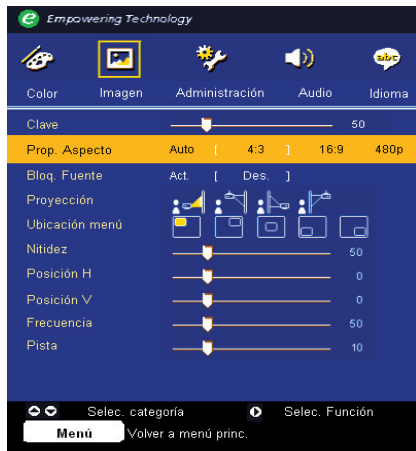 e Empowering Technology
abc
Color Imagen Administración Audio Idioma
Clave 50
Prop. Aspecto Auto [ 4:3 ] 16:9 480p
Bloq. Fuente Act. [ Des. ]
Proyección
Ubicación menú
Nitidez 50
Posición H 0
Posición V 0
Frecuencia 50
Pista 10
Selec. categoría Selec. Función
Menú Volver a menú princ.